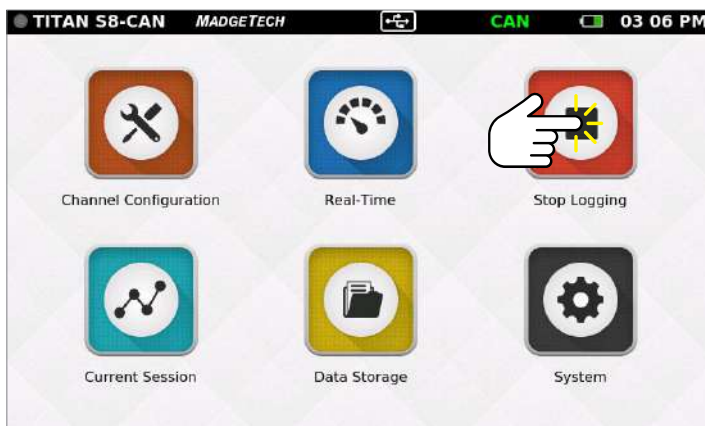 TITAN S8-CAN MADGETECH CAN 03 06 PM
Channel Configuration Real-Time Stop Logging
Current Session Data Storage System